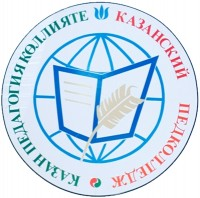 КАЗАН ПЕДАГОГИЯ КӨЛЛИЯТЕ
КАЗАНСКИЙ ПЕДКОЛЛЕДЖ